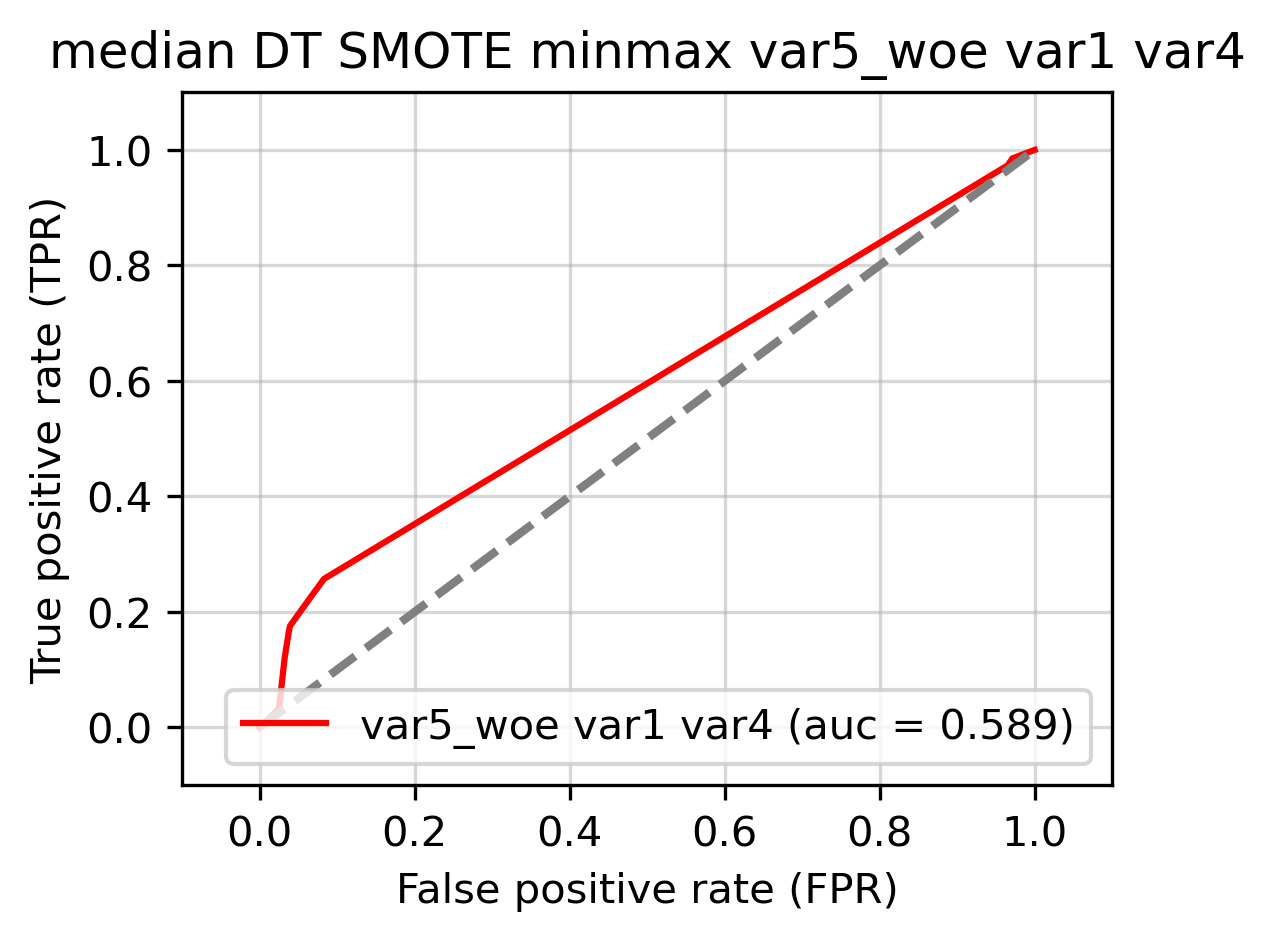 median DT SMOTE minmax var5_woe var1 var4
True positive rate (TPR)
1.0
0.8
0.6
0.4
0.2
0.0
var5_woe var1 var4 (auc = 0.589)
0.0 0.2 0.4 0.6 0.8 1.0
False positive rate (FPR)